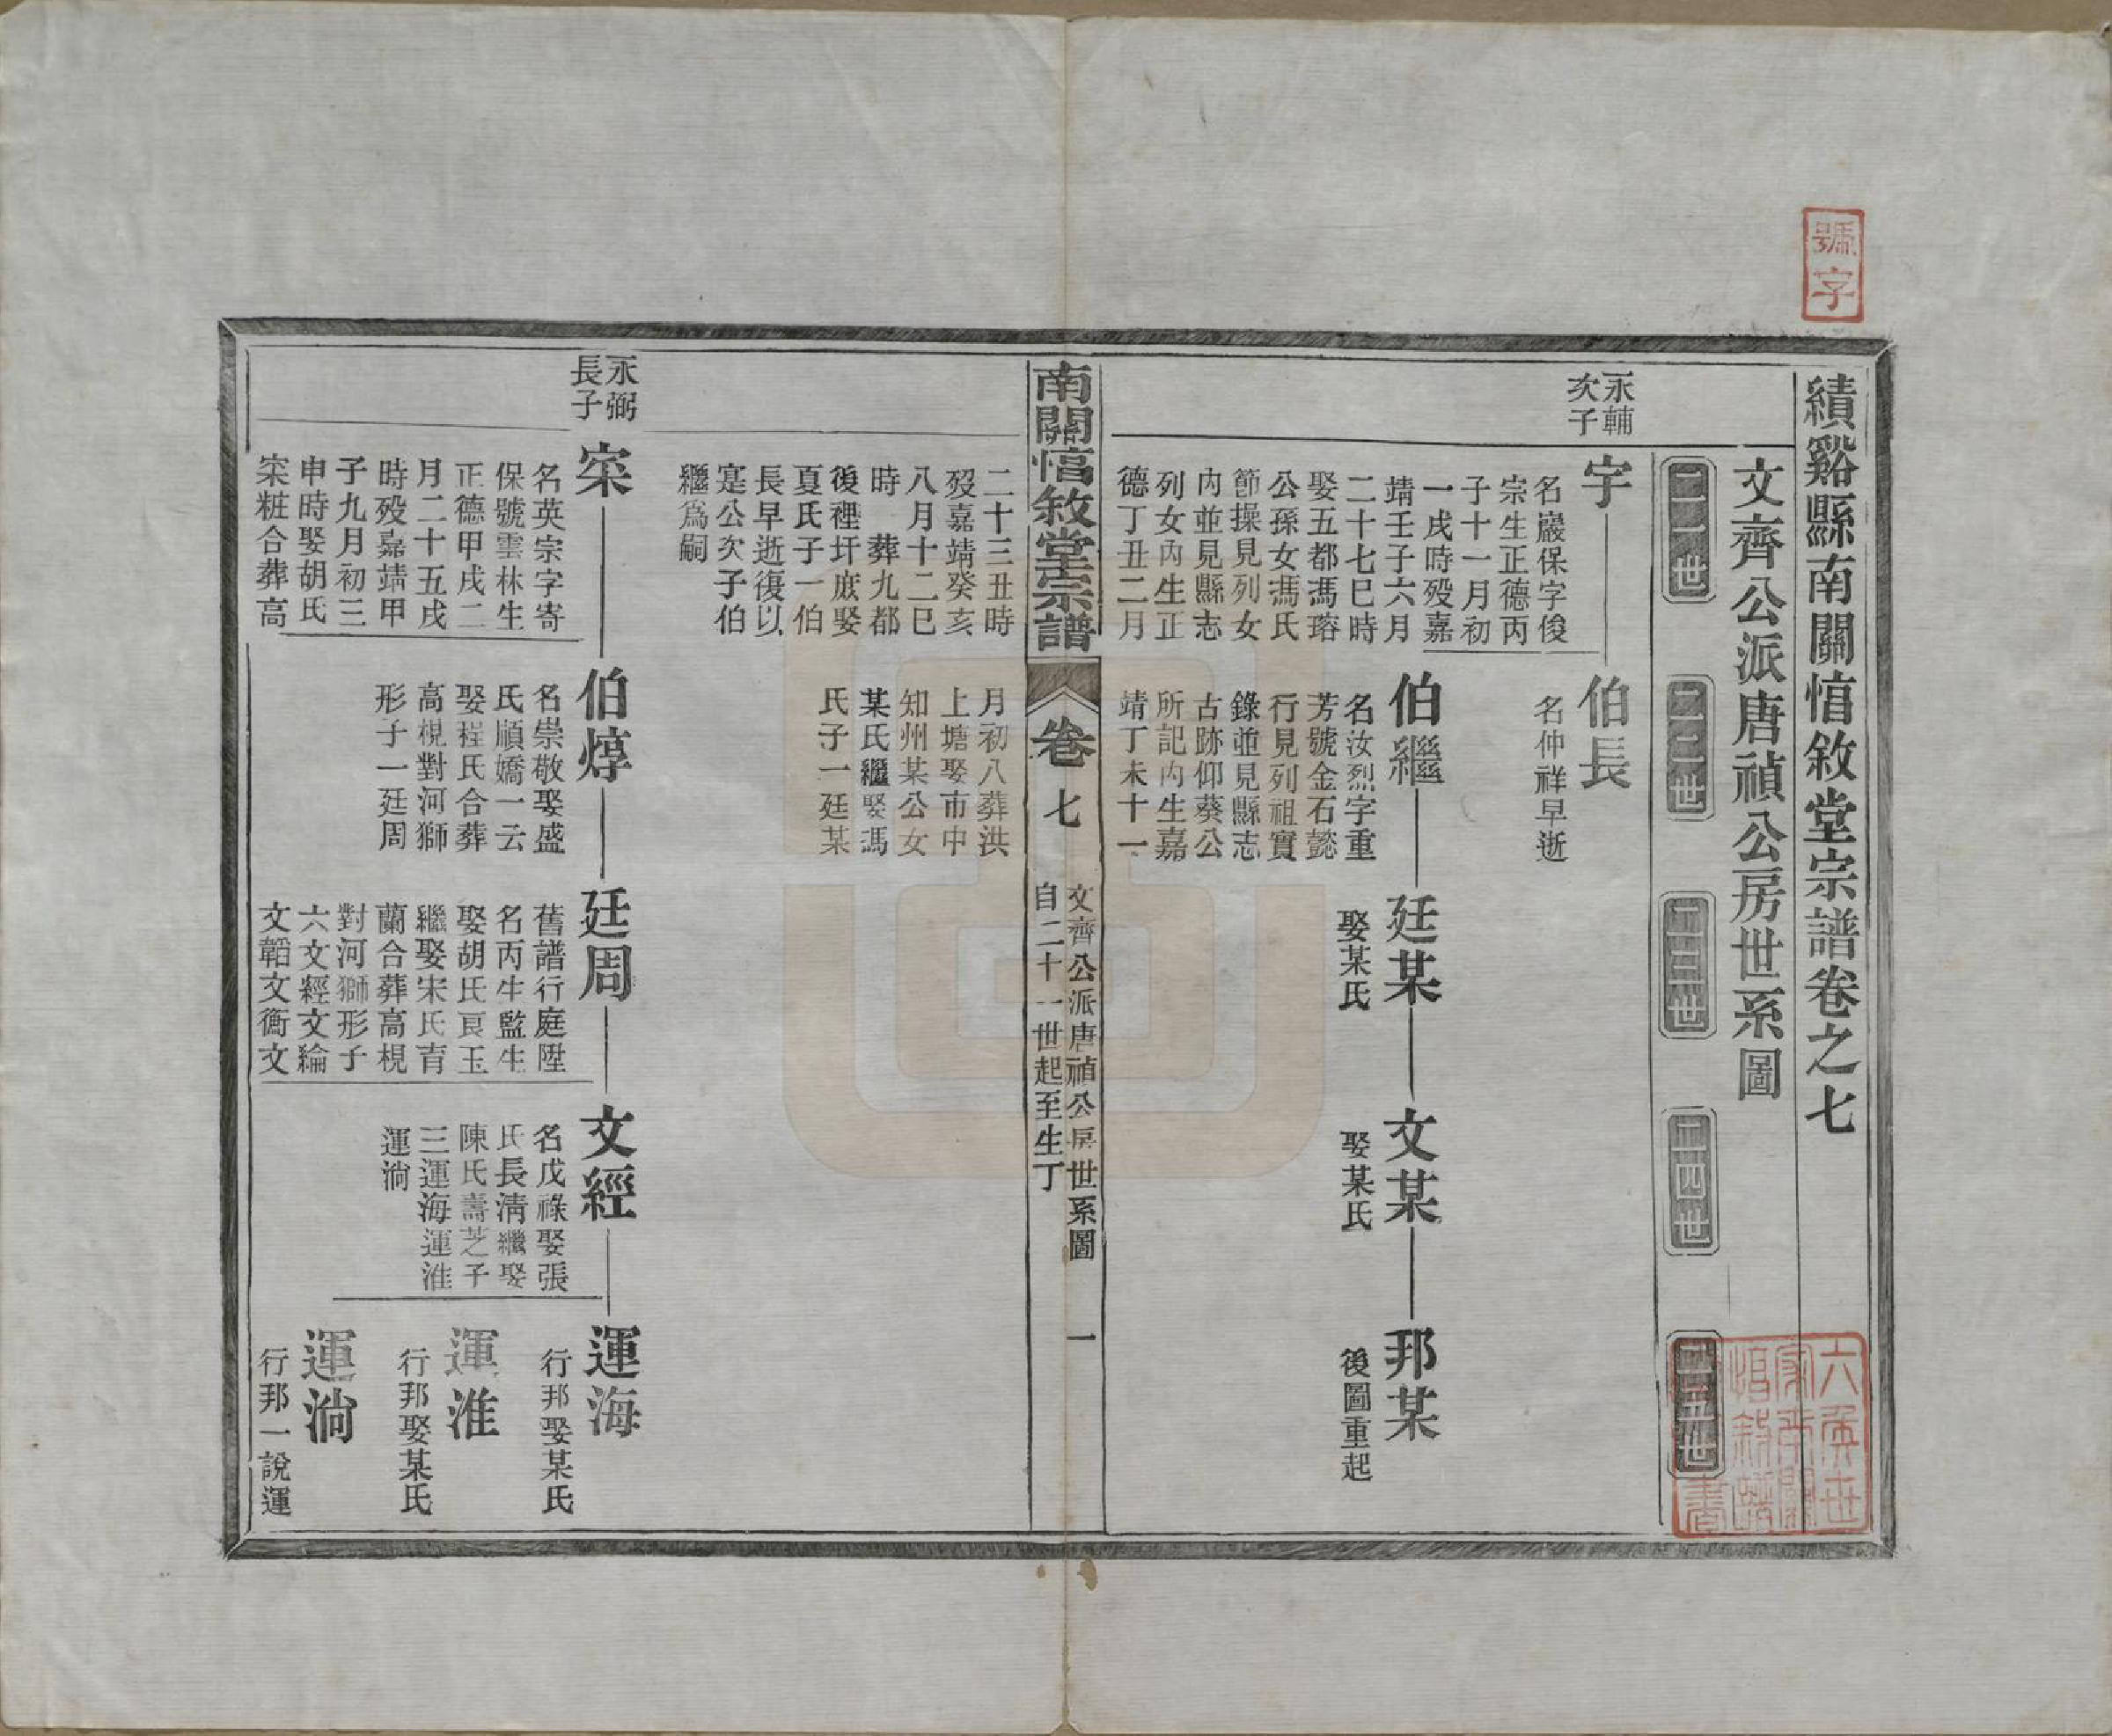 號字
績谿縣南關惇敘堂宗譜卷之七
文齊公派唐禎公房世系圖
二一世
二二世
二三世
二四世
二五世
永輔
次子
宇
名巖保字俊
宗生正德丙
子十一月初
一戌時歿嘉
靖壬子六月
二十七巳時
娶五都馮瑢
公孫女馮氏
節操見列女
內並見縣志
列女內生正
德丁丑二月
伯長
名仲祥早逝
伯繼
名汝烈字重
芳號金石懿
行見列祖實
錄並見縣志
古跡仰葵公
所記內生嘉
靖丁未十一
廷某
娶某氏
文某
娶某氏
邦某
後圖重起
南關惇敘堂宗譜
卷七
文齊公派唐禎公房世系圖
自二十一世起至生丁
一
二十三丑時
歿嘉靖癸亥
八月十二巳
時 葬九都
後裡圩庶娶
夏氏子一伯
長早逝復以
寔公次子伯
繼爲嗣
月初八葬洪
上塘娶市中
知州某公女
某氏繼娶馮
氏子一廷某
永弼
長子
寀
名英宗字寄
保號雲林生
正德甲戌二
月二十五戌
時歿嘉靖甲
子九月初三
申時娶胡氏
寀粧合葬高
伯焞
名崇敬娶盛
氏順嬌一云
娶程氏合葬
高梘對河獅
形子一廷周
廷周
舊譜行庭陞
名丙生監生
娶胡氏貢玉
繼娶宋氏育
蘭合葬高梘
對河獅形子
六文經文綸
文韜文衡文
文經
名戊祿娶張
氏長淸繼娶
陳氏壽芝子
三運海運淮
運淌
運海
行邦娶某氏
運淮
行邦娶某氏
運淌
行邦一說運